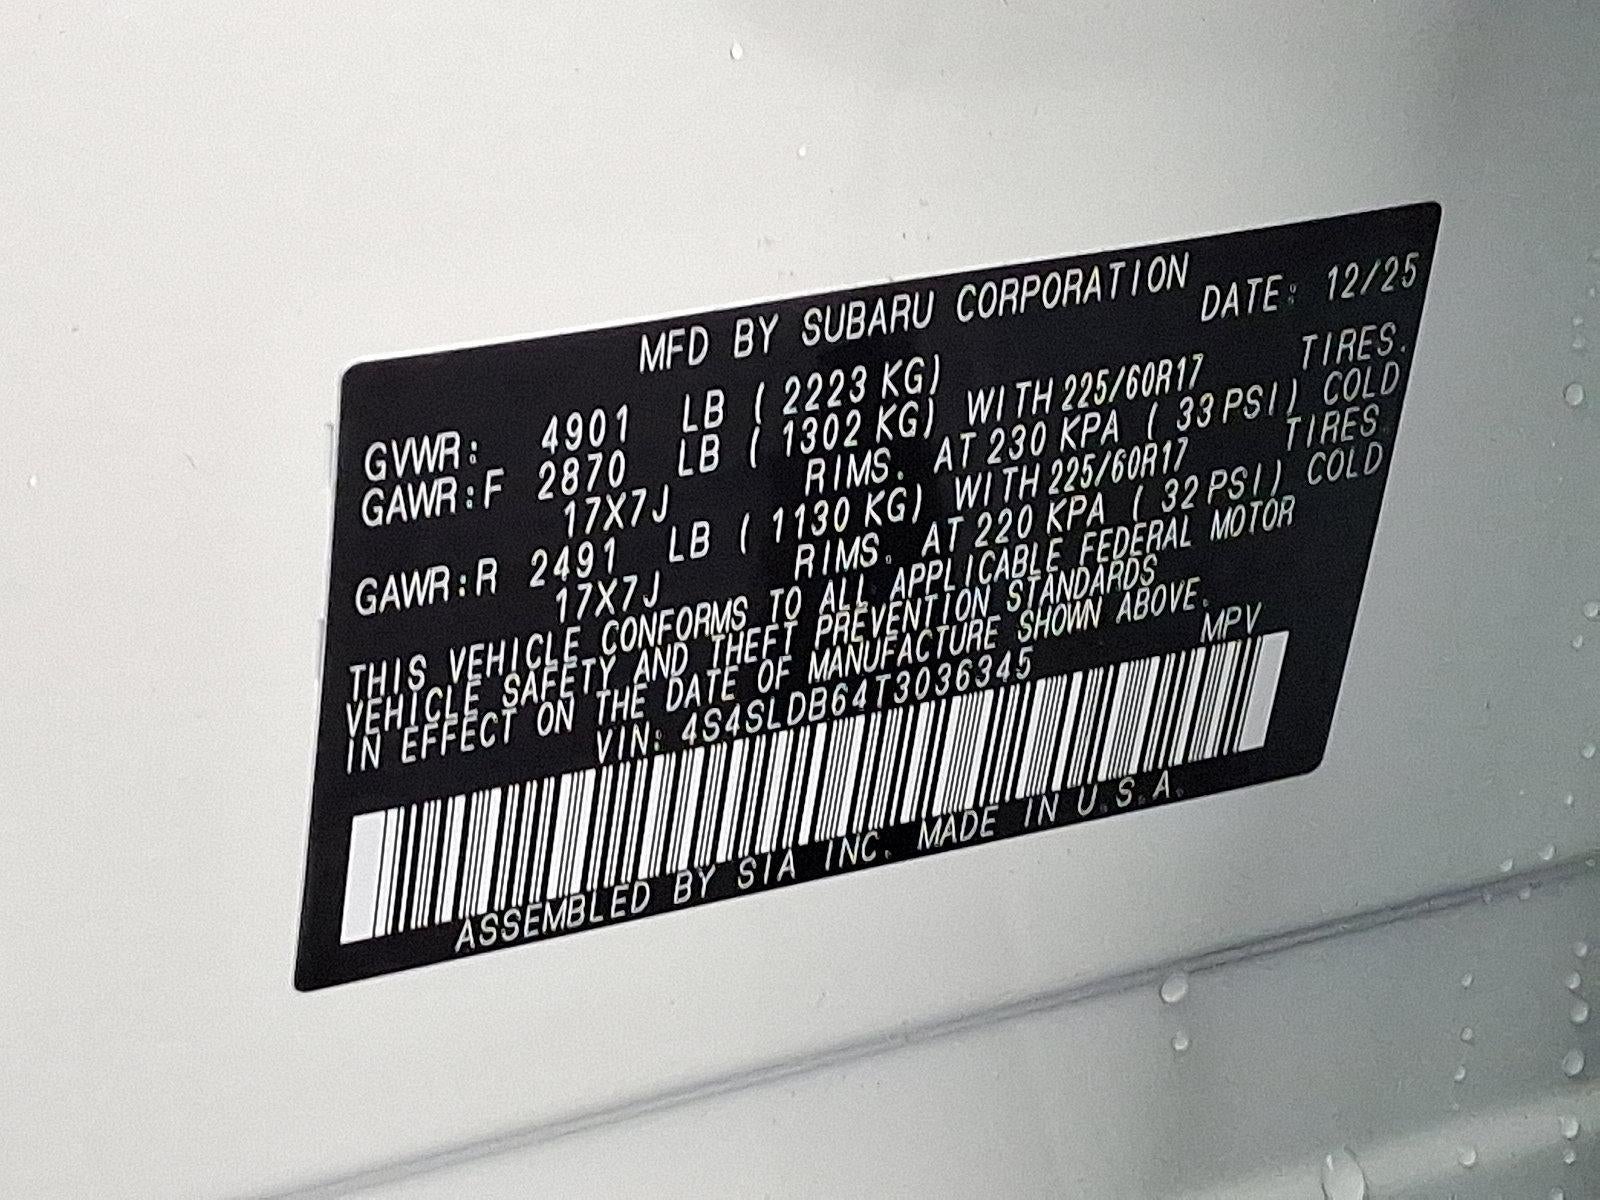 MFD BY SUBARU CORPORATION
DATE: 12/25
GVWR: 4901 LB ( 2223 KG)
GAWR:F 2870 LB ( 1302 KG) WITH 225/60R17 TIRES.
17X7J RIMS. AT 230 KPA ( 33 PSI) COLD
GAWR:R 2491 LB ( 1130 KG) WITH 225/60R17 TIRES.
17X7J RIMS. AT 220 KPA ( 32 PSI) COLD
THIS VEHICLE CONFORMS TO ALL APPLICABLE FEDERAL MOTOR
VEHICLE SAFETY AND THEFT PREVENTION STANDARDS
IN EFFECT ON THE DATE OF MANUFACTURE SHOWN ABOVE.
VIN: 4S4SLDB64T3036345 MPV
ASSEMBLED BY SIA INC. MADE IN U.S.A.